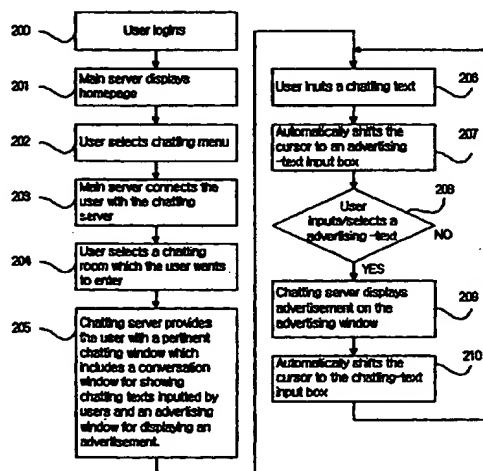 200
User logins
201
Main server displays
homepage
202
User selects chatting menu
203
Main server connects the
user with the chatting
server
204
User selects a chatting
room which the user wants
to enter
205
Chatting server provides
the user with a pertinent
chatting window which
includes a conversation
window for showing
chatting texts inputted by
users and an advertising
window for displaying an
advertisement.
User inuts a chatting text
206
Automatically shifts the
cursor to an advertising
-text input box
207
User
inputs/selects a
advertising -text
208
NO
YES
Chatting server displays
advertisement on the
advertising window
209
Automatically shifts the
cursor to the chatting-text
input box
210